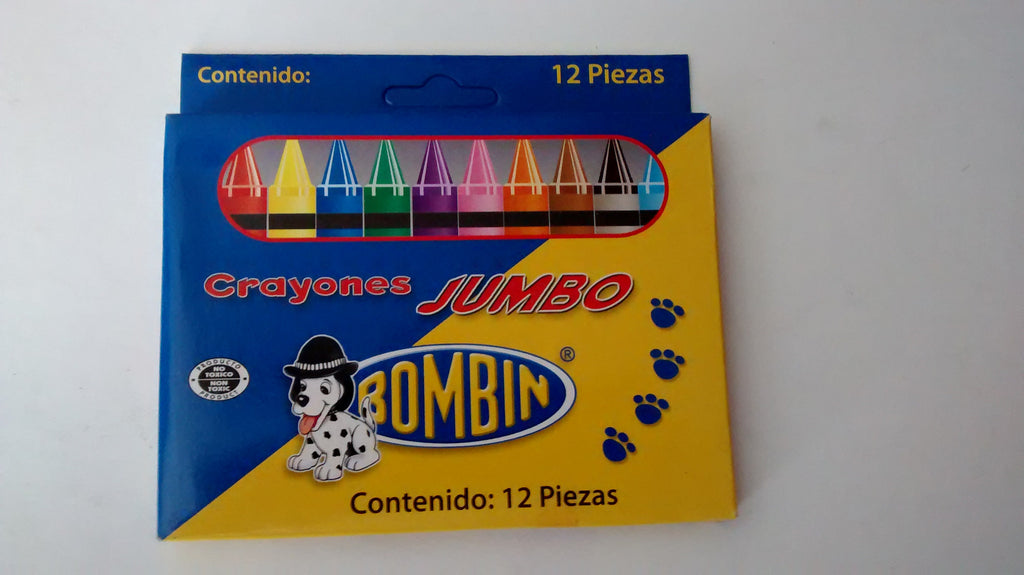 Contenido: 12 Piezas
Crayones JUMBO
PRODUCTO
NO
TOXICO
NON
TOXIC
PRODUCT
BOMBIN®
Contenido: 12 Piezas